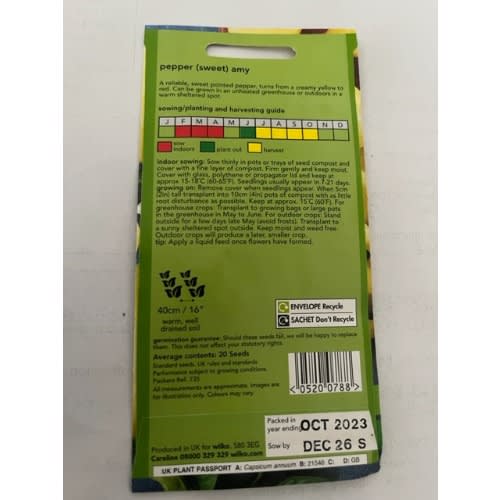 pepper (sweet) amy
A reliable, sweet pointed pepper, turns from a creamy yellow to
red. Can be grown in an unheated greenhouse or outdoors in a
warm sheltered spot.
sowing/planting and harvesting guide
J F M A M J J A S O N D
sow indoors
plant out
harvest
indoor sowing: Sow thinly in pots or trays of seed compost and
cover with a fine layer of compost. Firm gently and keep moist.
Cover with glass, polythene or propagator lid and keep at
approx 15-18°C (60-65°F). Seedlings usually appear in 7-21 days.
growing on: Remove cover when seedlings appear. When 5cm
(2in) tall transplant into 10cm (4in) pots of compost with as little
root disturbance as possible. Keep at approx. 15°C (60°F). For
greenhouse crops: Transplant to growing bags or large pots
in the greenhouse in May to June. For outdoor crops: Stand
outside for a few days late May (avoid frosts). Transplant to
a sunny sheltered spot outside. Keep moist and weed free.
Outdoor crops will produce a later, smaller crop.
tip: Apply a liquid feed once flowers have formed.
40cm / 16"
warm, well
drained soil
ENVELOPE Recycle
SACHET Don't Recycle
germination guarantee: Should these seeds fail, we will be happy to replace
them. This does not affect your statutory rights.
Average contents: 20 Seeds
Standard seeds. UK rules and standards
Performance subject to growing conditions.
Packers Ref. 735
All measurements are approximate. images are
for illustration only. Colours may vary.
<05200788>
Packed in
year ending OCT 2023
Sow by DEC 26 S
Produced in UK for wilko. S80 3EG
Careline 08000 329 329 wilko.com
UK PLANT PASSPORT A: Capsicum annuum B: 21540 C: D: GB